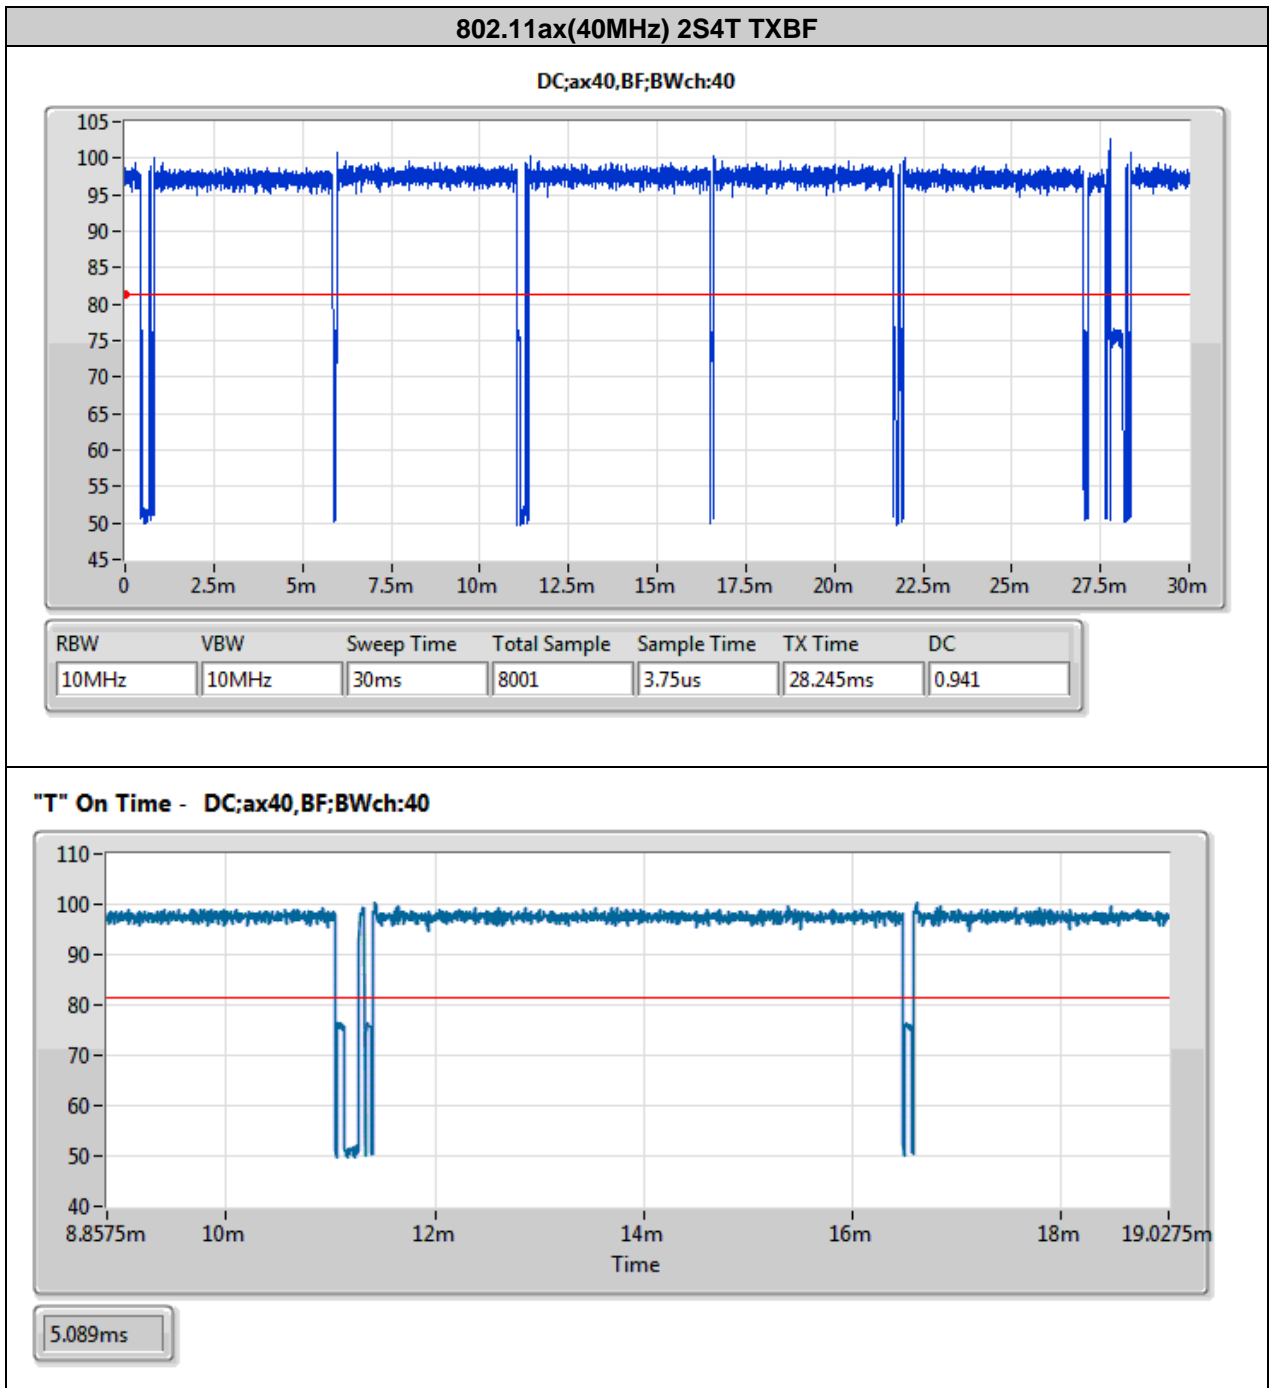 802.11ax(40MHz) 2S4T TXBF
DC;ax40,BF;BWch:40
105
100
95
90
85
80
75
70
65
60
55
50
45
0 2.5m 5m 7.5m 10m 12.5m 15m 17.5m 20m 22.5m 25m 27.5m 30m
RBW VBW Sweep Time Total Sample Sample Time TX Time DC
10MHz 10MHz 30ms 8001 3.75us 28.245ms 0.941
"T" On Time - DC;ax40,BF;BWch:40
110
100
90
80
70
60
50
40
8.8575m 10m 12m 14m 16m 18m 19.0275m
Time
5.089ms